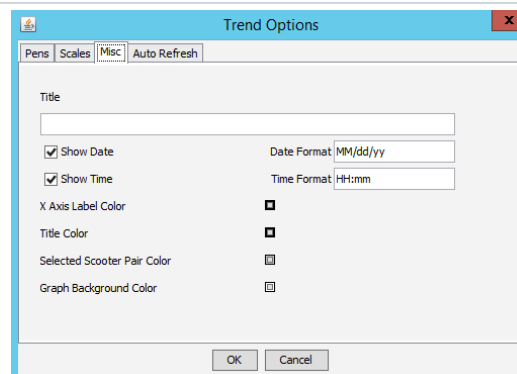 Trend Options
x
Pens Scales Misc Auto Refresh
Title
Show Date Date Format MM/dd/yy
Show Time Time Format HH:mm
X Axis Label Color
Title Color
Selected Scooter Pair Color
Graph Background Color
OK Cancel